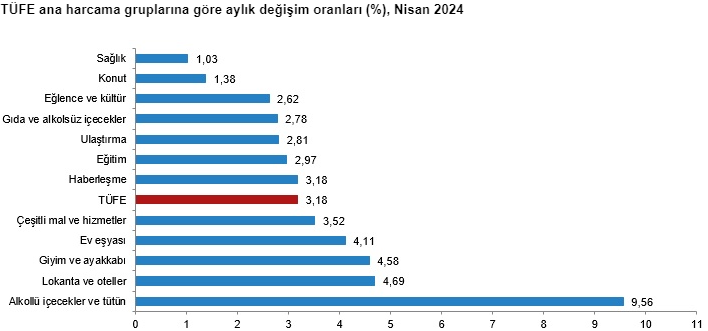 TÜFE ana harcama gruplarına göre aylık değişim oranları (%), Nisan 2024
Sağlık 1,03
Konut 1,38
Eğlence ve kültür 2,62
Gıda ve alkolsüz içecekler 2,78
Ulaştırma 2,81
Eğitim 2,97
Haberleşme 3,18
TÜFE 3,18
Çeşitli mal ve hizmetler 3,52
Ev eşyası 4,11
Giyim ve ayakkabı 4,58
Lokanta ve oteller 4,69
Alkollü içecekler ve tütün 9,56
0 1 2 3 4 5 6 7 8 9 10 11